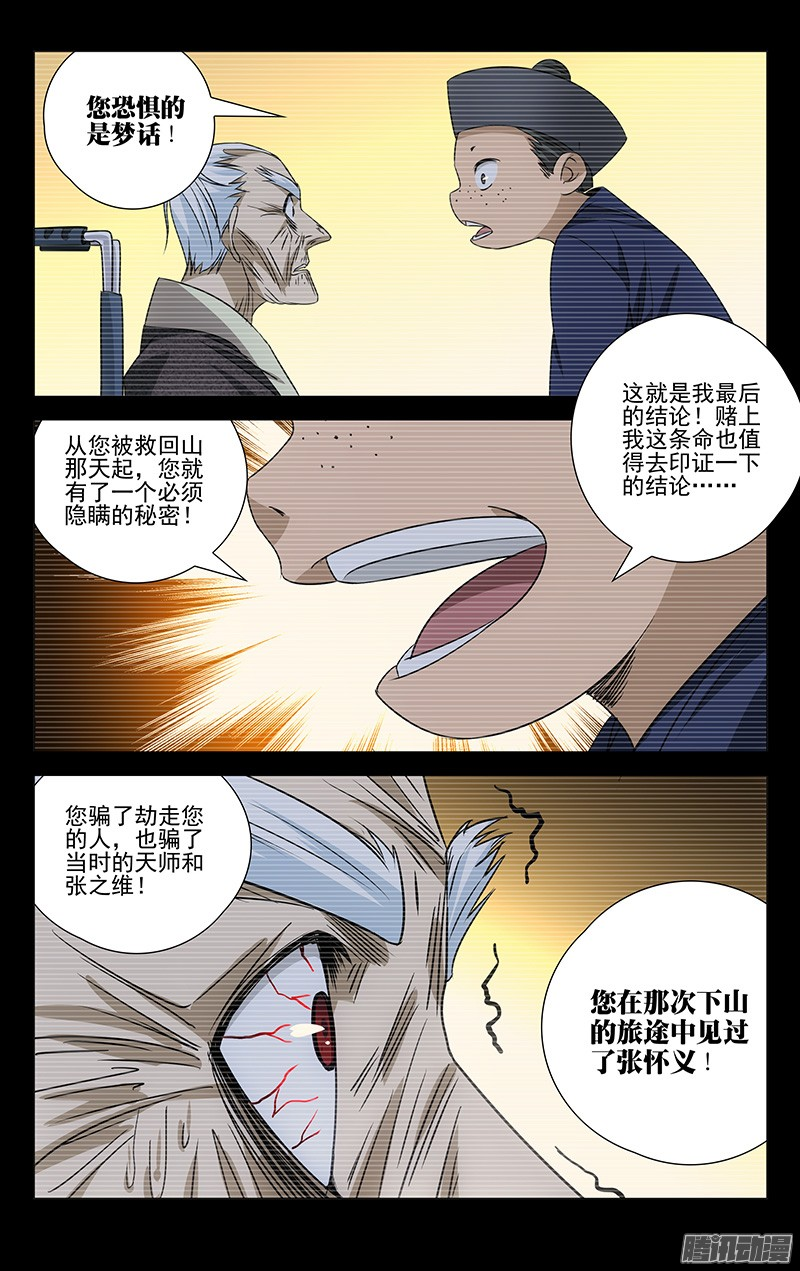 您恐惧的
是梦话！
这就是我最后
的结论！赌上
我这条命也值
得去印证一下
的结论……
从您被救回山
那天起，您就
有了一个必须
隐瞒的秘密！
您骗了劫走您
的人，也骗了
当时的天师和
张之维！
您在那次下山
的旅途中见过
了张怀义！
腾讯动漫